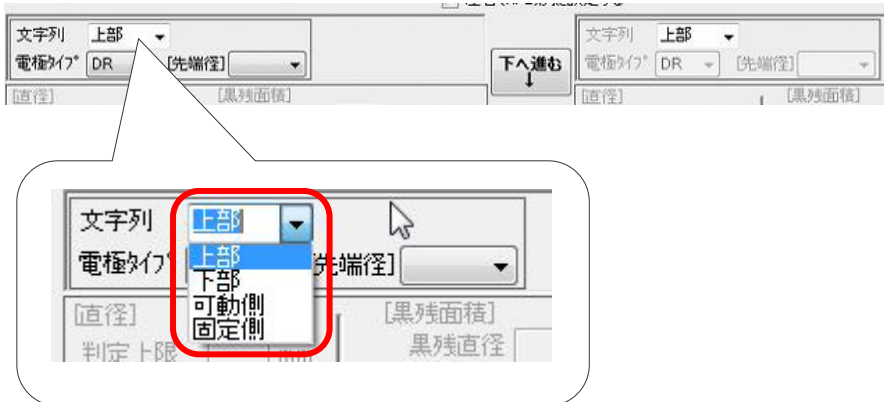 文字列 上部
電極ﾀｲﾌﾟ DR [先端径]
[直径] [黒残面積]
下へ進む
↓
文字列 上部
電極ﾀｲﾌﾟ DR [先端径]
[直径] [黒残面積]
文字列 上部
電極ﾀｲﾌﾟ 先端径]
上部
下部
可動側
固定側
[直径] [黒残面積]
判定上限 黒残直径